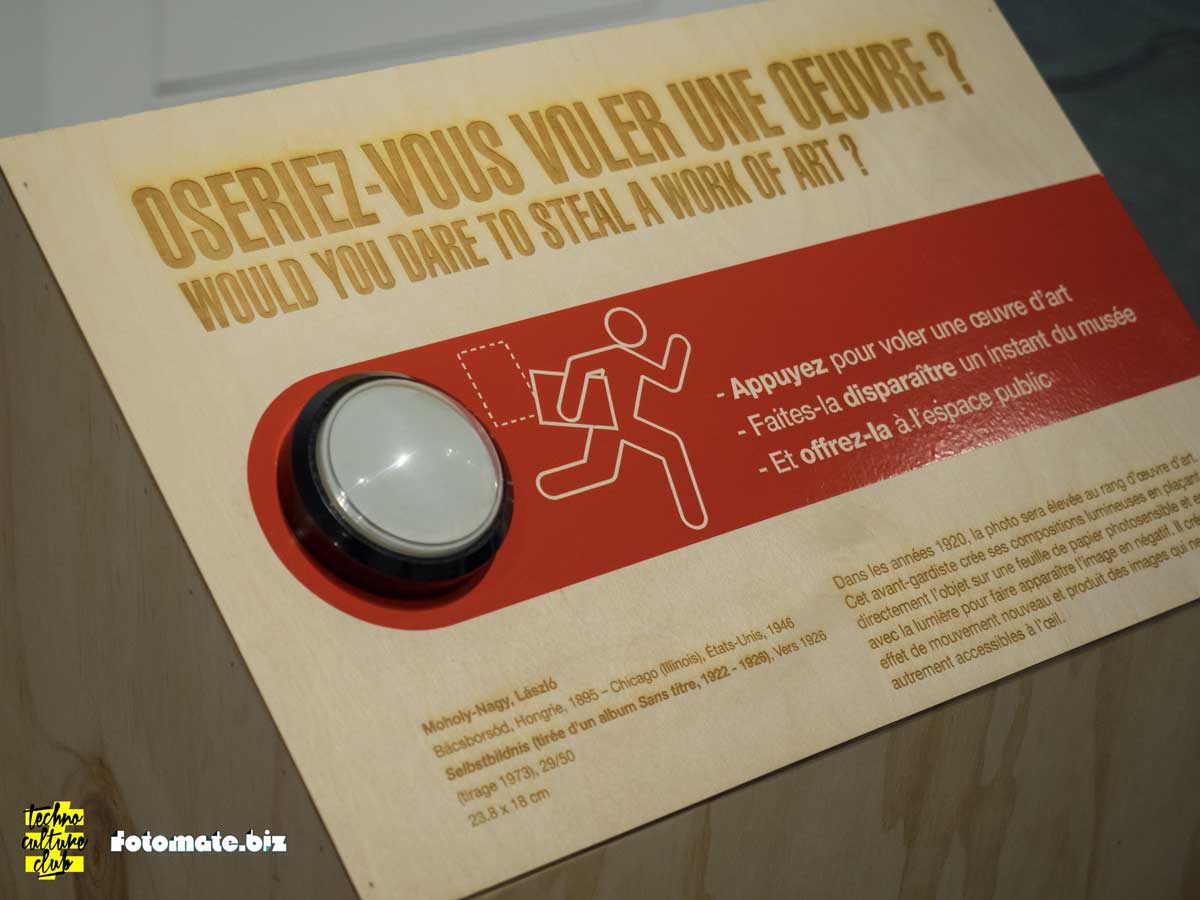 OSERIEZ-VOUS VOLER UNE OEUVRE ?
WOULD YOU DARE TO STEAL A WORK OF ART ?
- Appuyez pour voler une œuvre d'art
- Faites-la disparaître un instant du musée
- Et offrez-la à l'espace public
Moholy-Nagy, László
Bácsborsód, Hongrie, 1895 – Chicago (Illinois), États-Unis, 1946
Selbstbildnis (tirée d'un album Sans titre, 1922 - 1926), Vers 1926
(tirage 1973), 29/50
23.8 x 18 cm
Dans les années 1920, la photo sera élevée au rang d'œuvre d'art.
Cet avant-gardiste crée ses compositions lumineuses en plaçant
directement l'objet sur une feuille de papier photosensible et
avec la lumière pour faire apparaître l'image en négatif. Il
effet de mouvement nouveau et produit des images qui
autrement accessibles à l'œil.
techno
culture
club
fotomate.biz